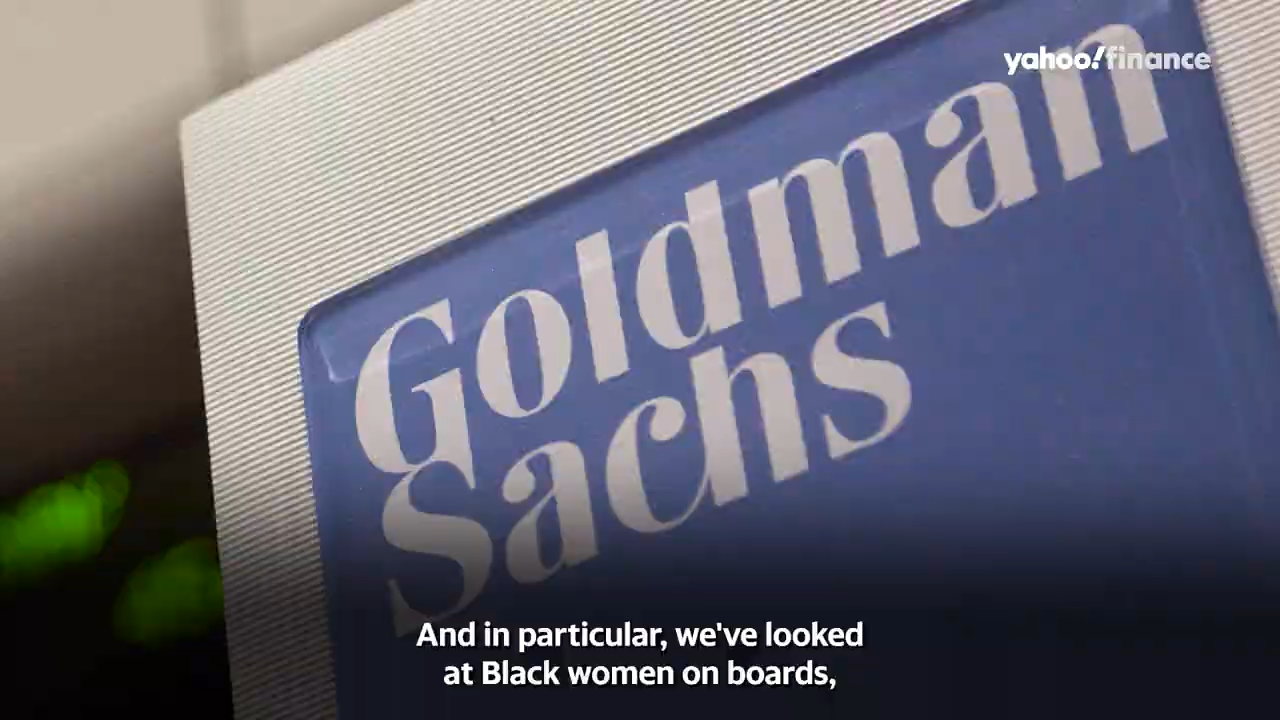 yahoo!finance
Goldman
Sachs
And in particular, we've looked
at Black women on boards,